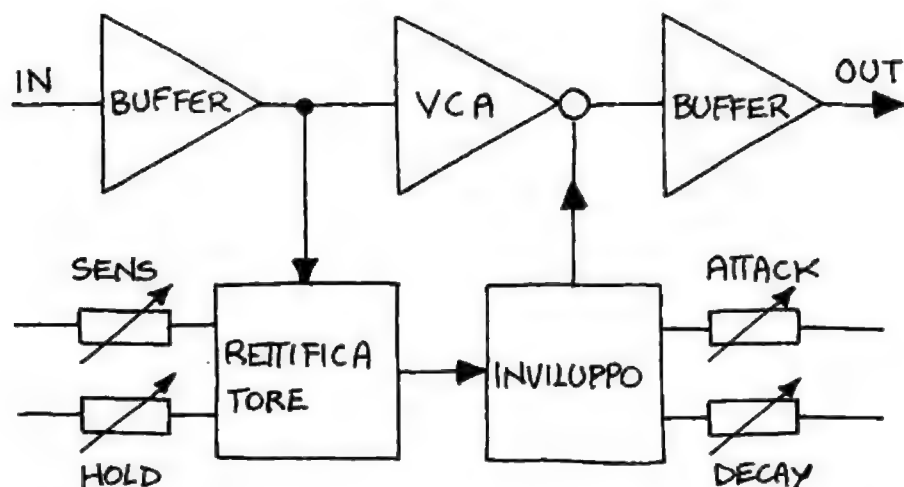 IN
BUFFER
VCA
BUFFER
OUT
SENS
ATTACK
RETTIFICA
TORE
INVILUPPO
HOLD
DECAY